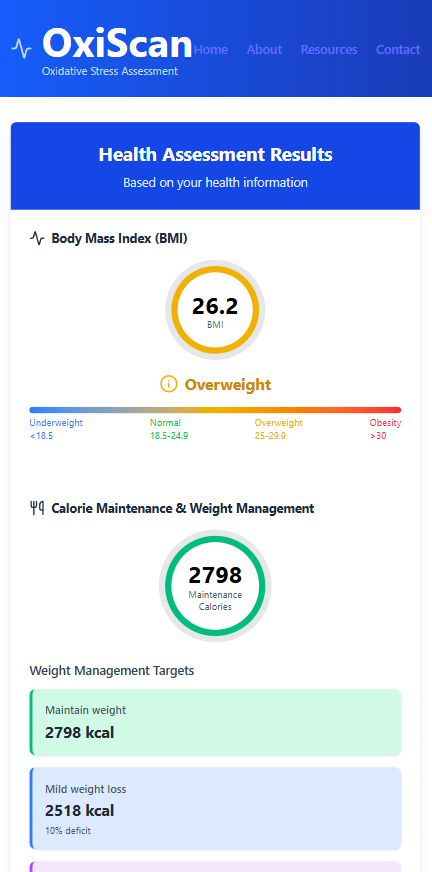 OxiScan
Oxidative Stress Assessment
Home About Resources Contact
Health Assessment Results
Based on your health information
Body Mass Index (BMI)
26.2
BMI
Overweight
Underweight Normal Overweight Obesity
<18.5 18.5-24.9 25-29.9 >30
Calorie Maintenance & Weight Management
2798
Maintenance
Calories
Weight Management Targets
Maintain weight
2798 kcal
Mild weight loss
2518 kcal
10% deficit